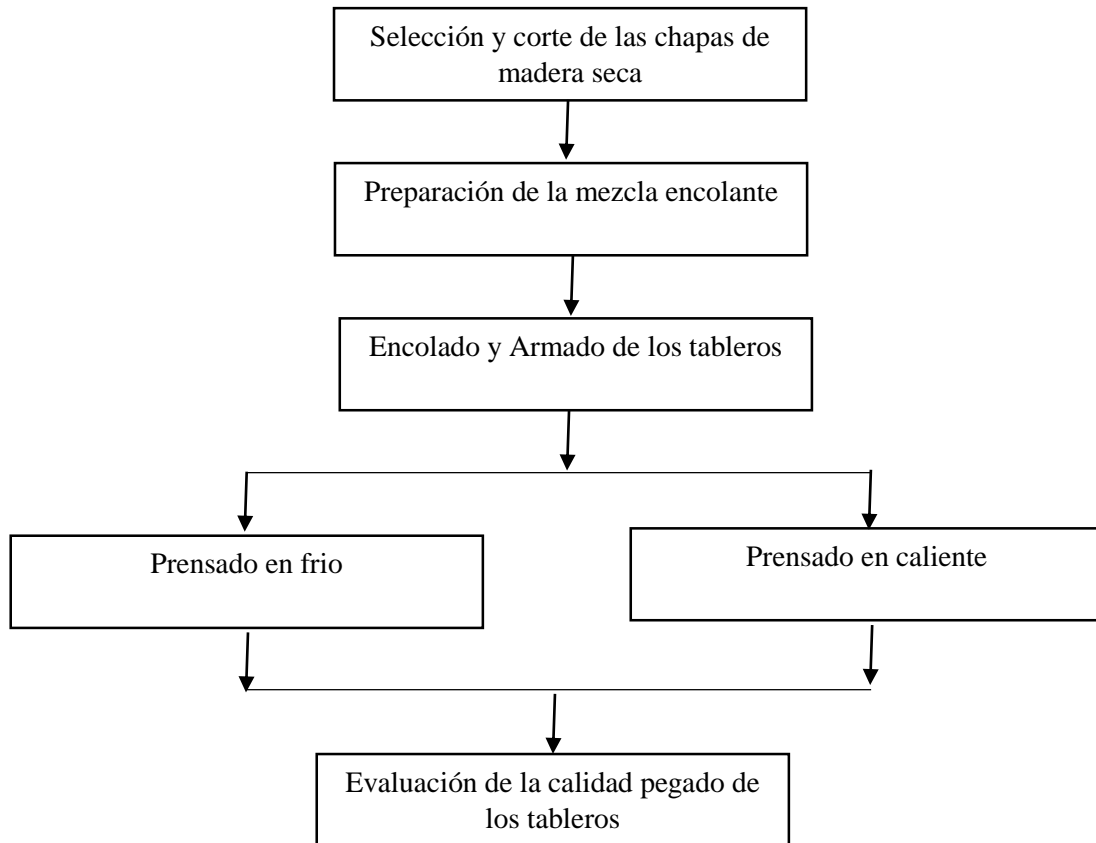 Selección y corte de las chapas de
madera seca
Preparación de la mezcla encolante
Encolado y Armado de los tableros
Prensado en frio
Prensado en caliente
Evaluación de la calidad pegado de
los tableros